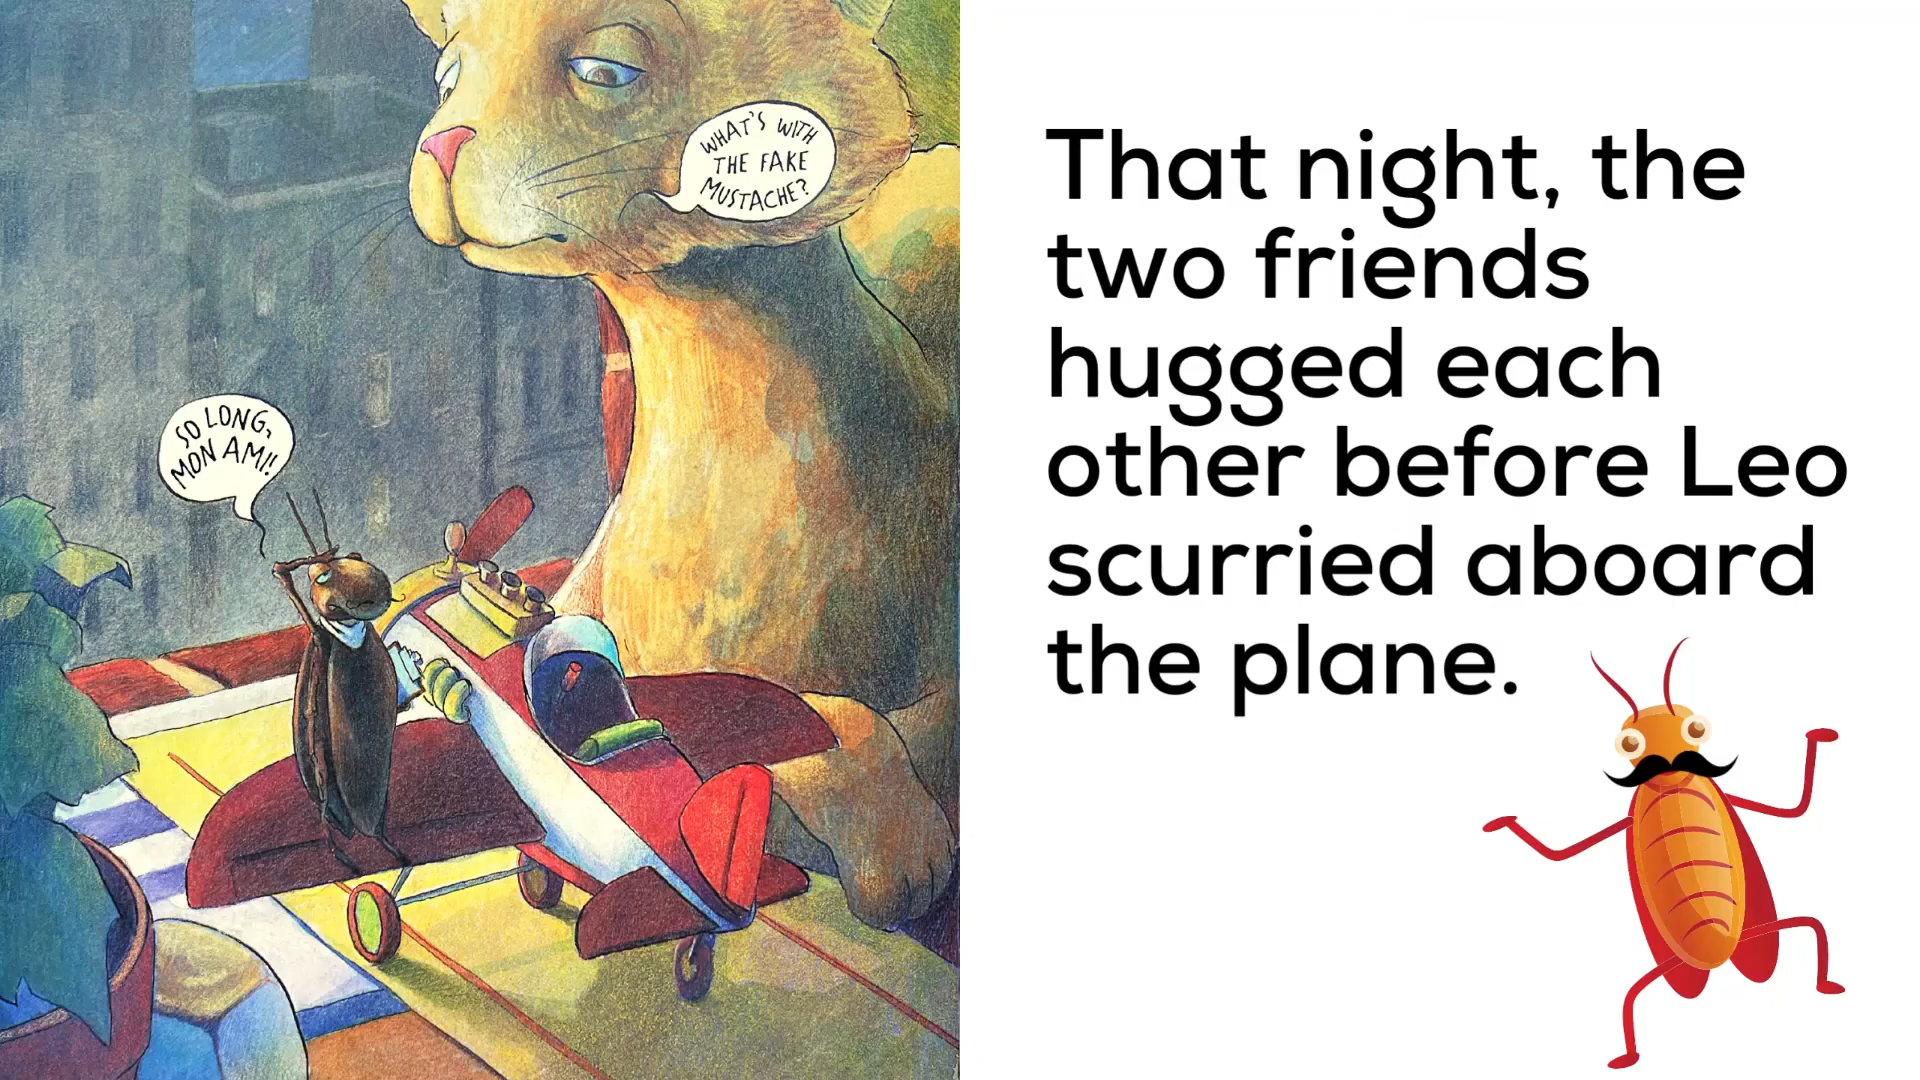 WHAT'S WITH
THE FAKE
MUSTACHE?
SO LONG,
MON AMI!
That night, the
two friends
hugged each
other before Leo
scurried aboard
the plane.